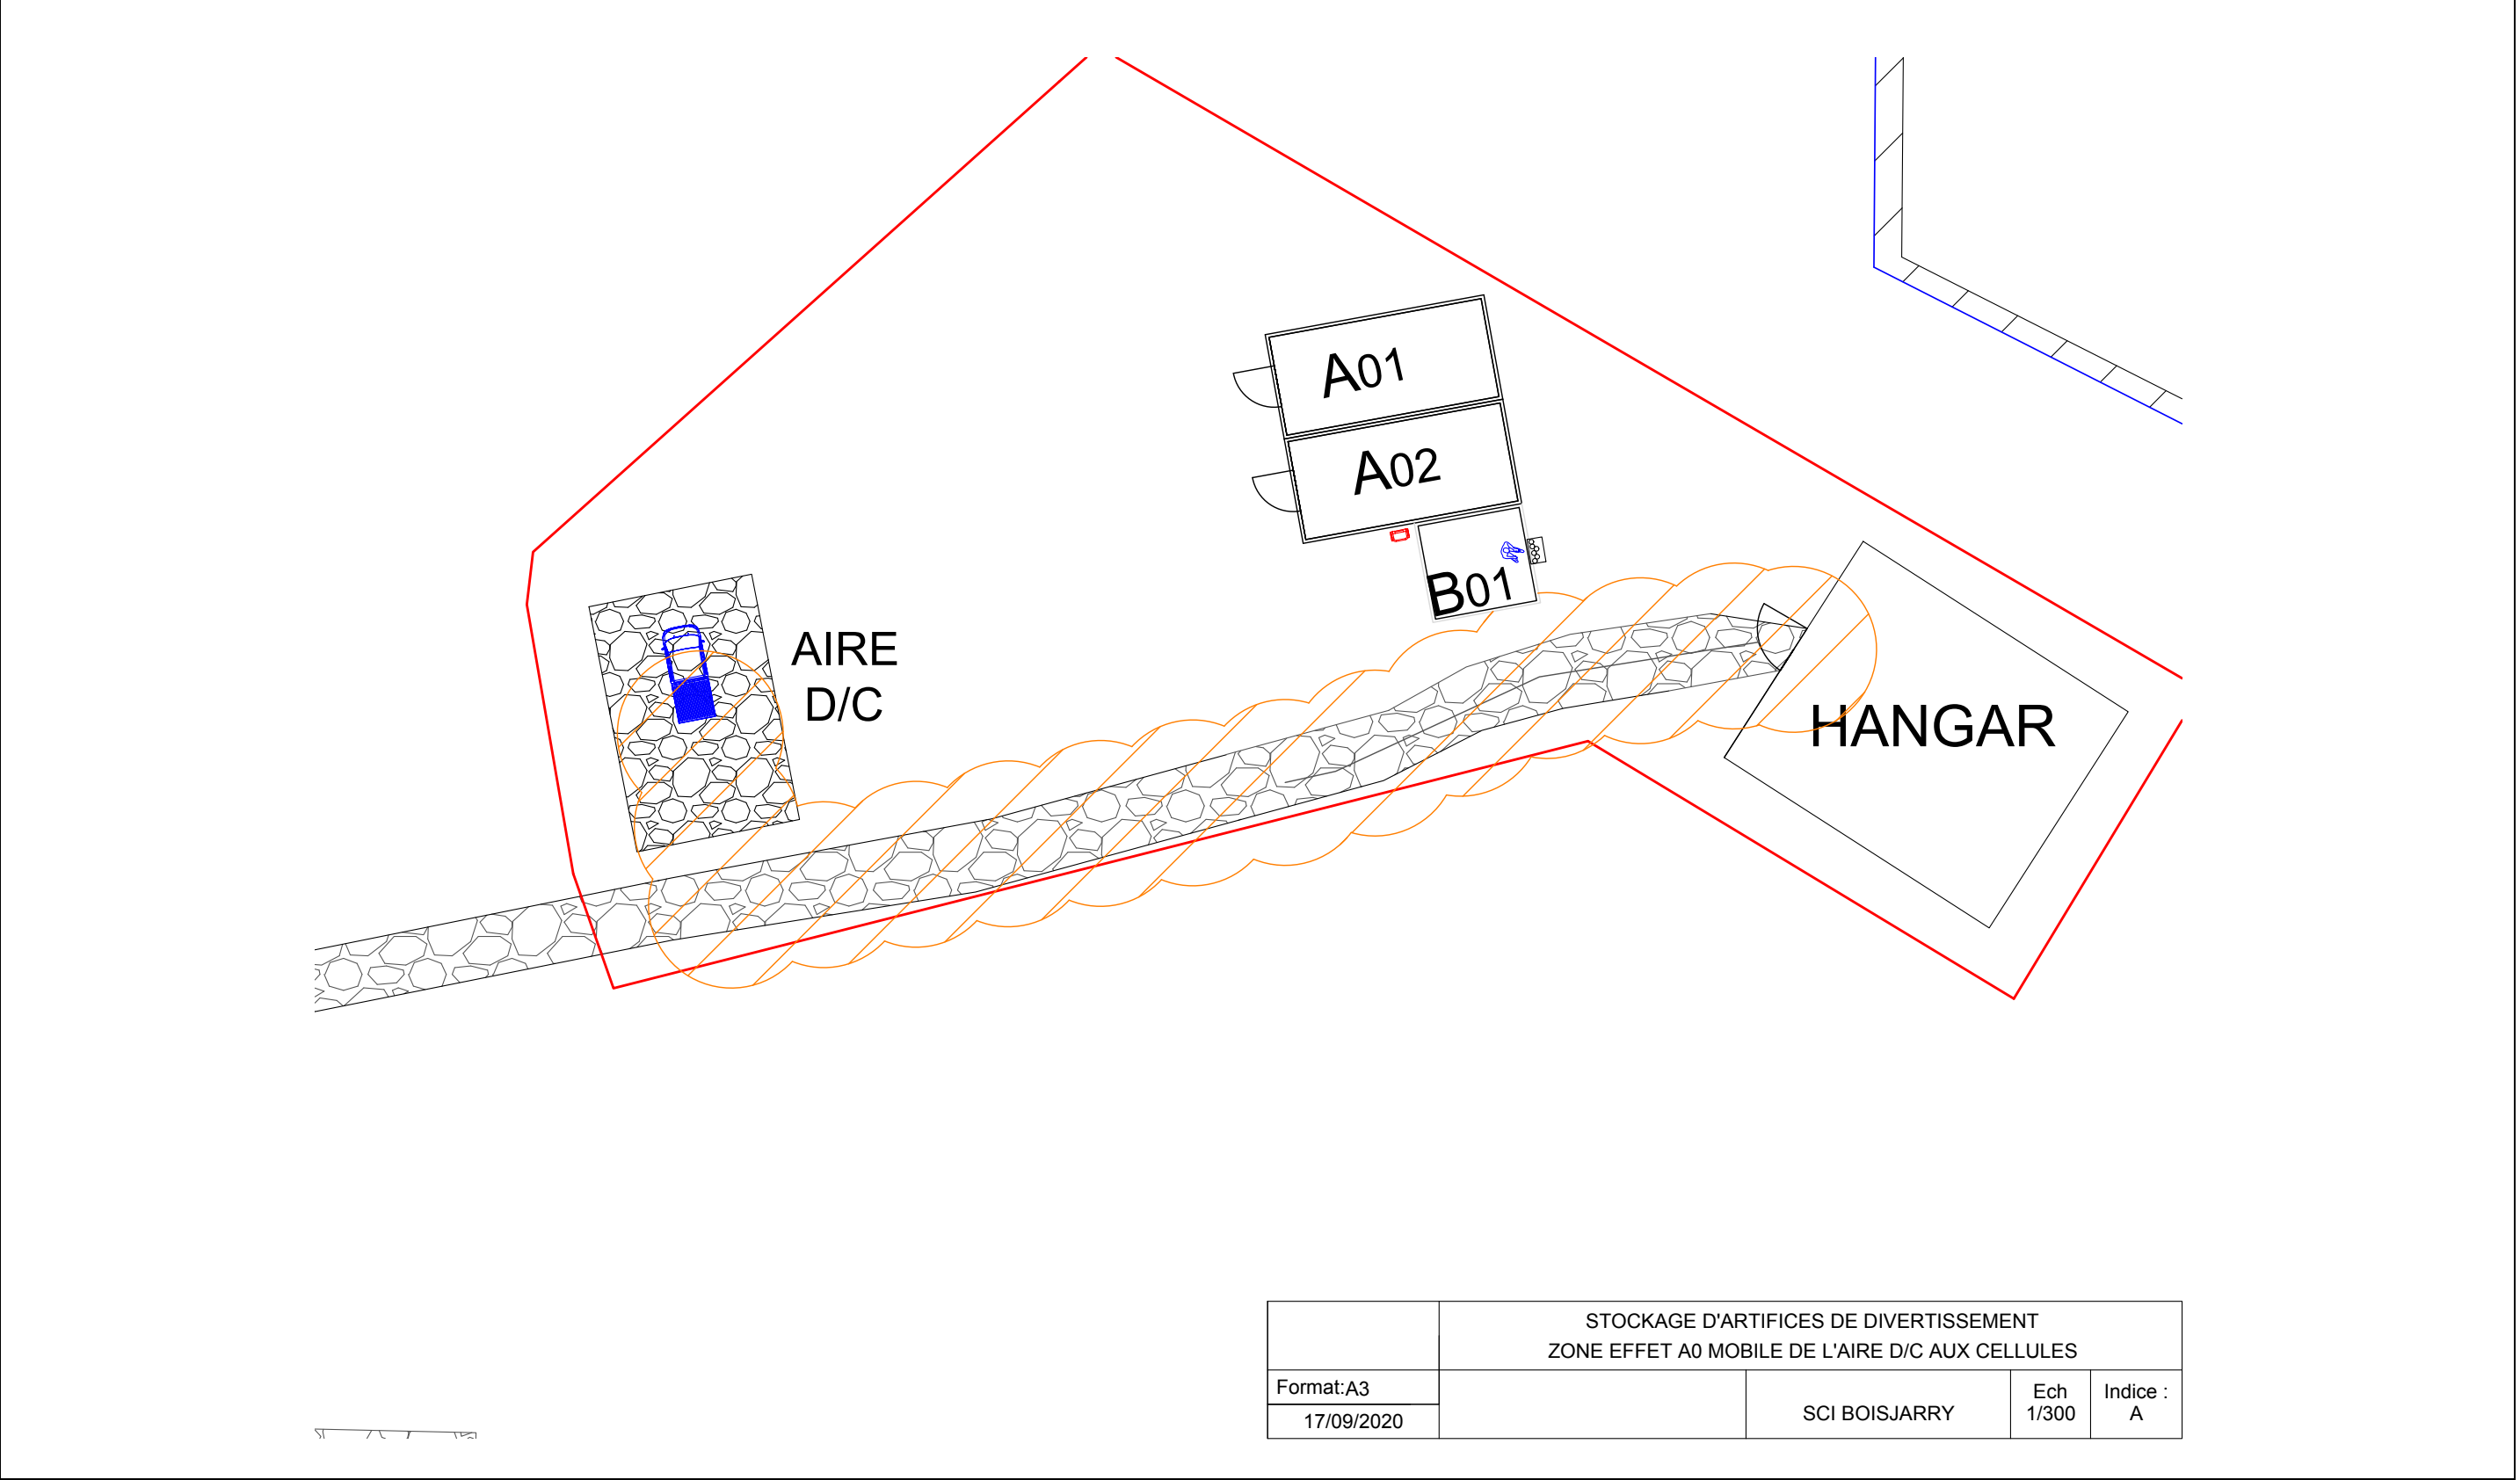 A01
A02
B01
AIRE
D/C
HANGAR
STOCKAGE D'ARTIFICES DE DIVERTISSEMENT
ZONE EFFET A0 MOBILE DE L'AIRE D/C AUX CELLULES
Format:A3
17/09/2020
SCI BOISJARRY
Ech
1/300
Indice :
A